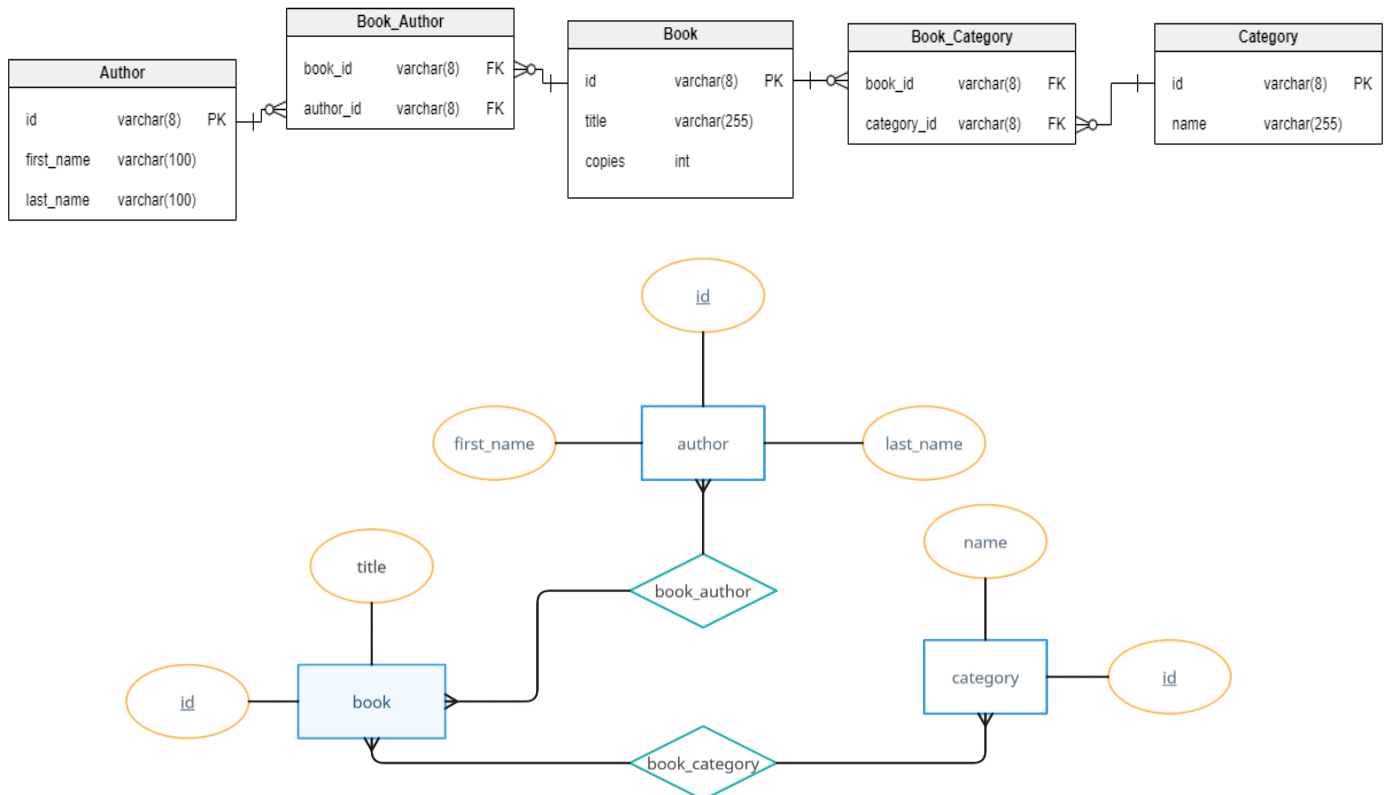 Author
id varchar(8) PK
first_name varchar(100)
last_name varchar(100)
Book_Author
book_id varchar(8) FK
author_id varchar(8) FK
Book
id varchar(8) PK
title varchar(255)
copies int
Book_Category
book_id varchar(8) FK
category_id varchar(8) FK
Category
id varchar(8) PK
name varchar(255)
id
first_name
author
last_name
title
name
book_author
id
book
category
id
book_category